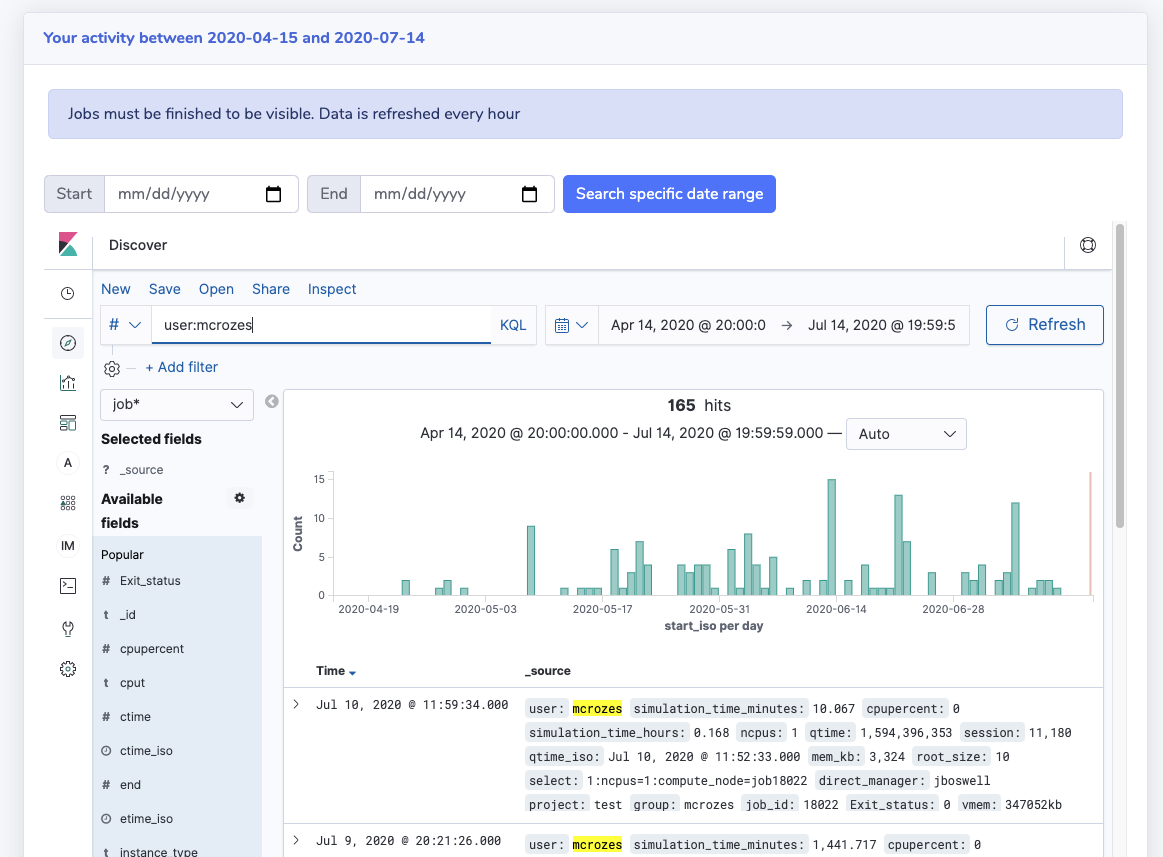 Your activity between 2020-04-15 and 2020-07-14
Jobs must be finished to be visible. Data is refreshed every hour
Start mm/dd/yyyy End mm/dd/yyyy Search specific date range
Discover
New Save Open Share Inspect
# user:mcrozes KQL Apr 14, 2020 @ 20:00:0 → Jul 14, 2020 @ 19:59:5 Refresh
+ Add filter
job*
165 hits
Apr 14, 2020 @ 20:00:00.000 - Jul 14, 2020 @ 19:59:59.000 — Auto
Selected fields
? _source
Available
fields
Popular
# Exit_status
t _id
# cpupercent
t cput
# ctime
ctime_iso
# end
etime_iso
t instance_type
A
IM
Count
15
10
5
0
2020-04-19 2020-05-03 2020-05-17 2020-05-31 2020-06-14 2020-06-28
start_iso per day
Time _source
Jul 10, 2020 @ 11:59:34.000 user: mcrozes simulation_time_minutes: 10.067 cpupercent: 0
simulation_time_hours: 0.168 ncpus: 1 qtime: 1,594,396,353 session: 11,180
qtime_iso: Jul 10, 2020 @ 11:52:33.000 mem_kb: 3,324 root_size: 10
select: 1:ncpus=1:compute_node=job18022 direct_manager: jboswell
project: test group: mcrozes job_id: 18022 Exit_status: 0 vmem: 347052kb
Jul 9, 2020 @ 20:21:26.000 user: mcrozes simulation_time_minutes: 1,441.717 cpupercent: 0